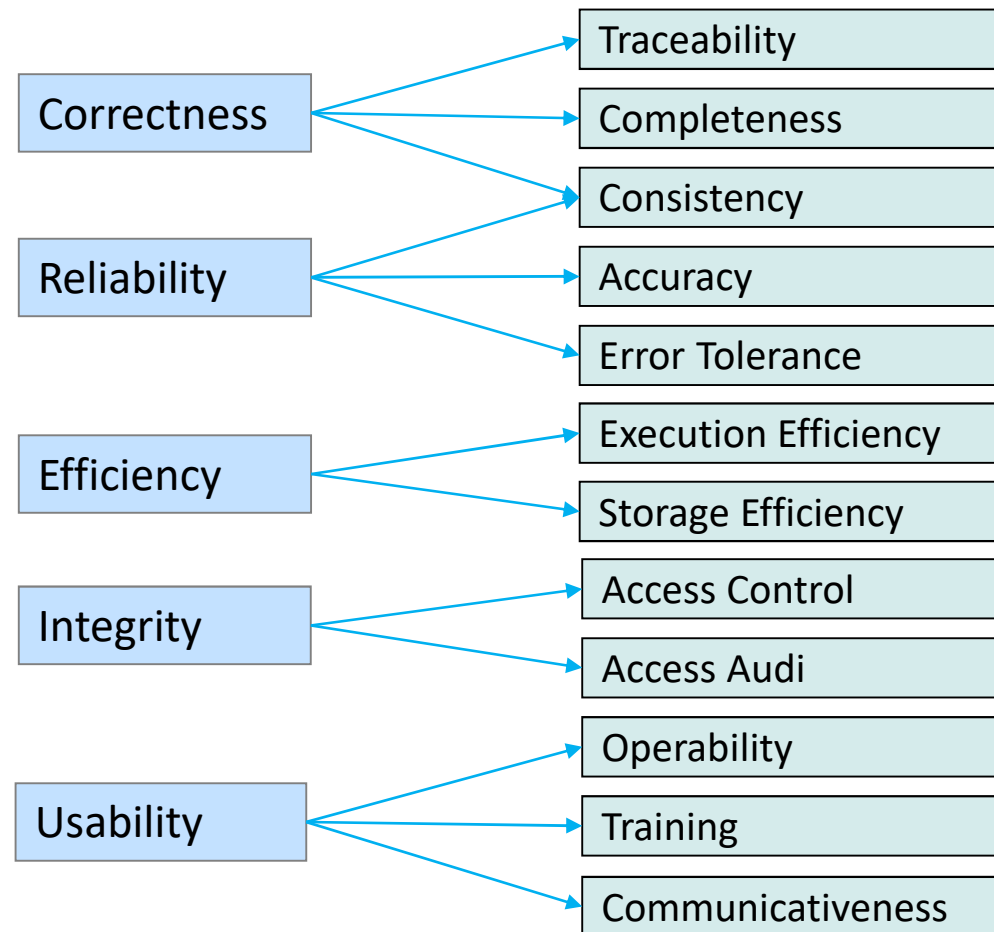 Correctness
Reliability
Efficiency
Integrity
Usability
Traceability
Completeness
Consistency
Accuracy
Error Tolerance
Execution Efficiency
Storage Efficiency
Access Control
Access Audi
Operability
Training
Communicativeness